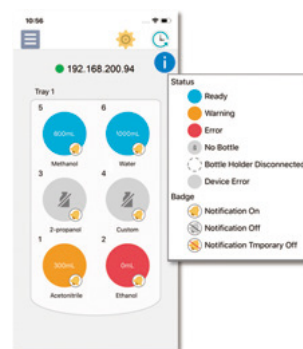 10:56
192.168.200.94
Tray 1
5 6
600mL 1000mL
Methanol Water
3 4
2-propanol Custom
1 2
500mL 0mL
Acetonitrile Ethanol
Status
Ready
Warning
Error
No Bottle
Bottle Holder Disconnected
Device Error
Badge
Notification On
Notification Off
Notification Tmporary Off